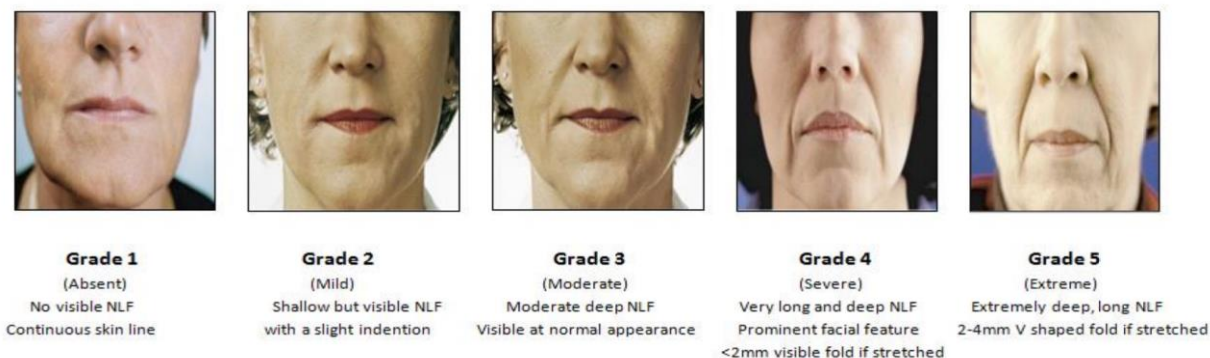 Grade 1
(Absent)
No visible NLF
Continuous skin line
Grade 2
(Mild)
Shallow but visible NLF
with a slight indention
Grade 3
(Moderate)
Moderate deep NLF
Visible at normal appearance
Grade 4
(Severe)
Very long and deep NLF
Prominent facial feature
<2mm visible fold if stretched
Grade 5
(Extreme)
Extremely deep, long NLF
2-4mm V shaped fold if stretched